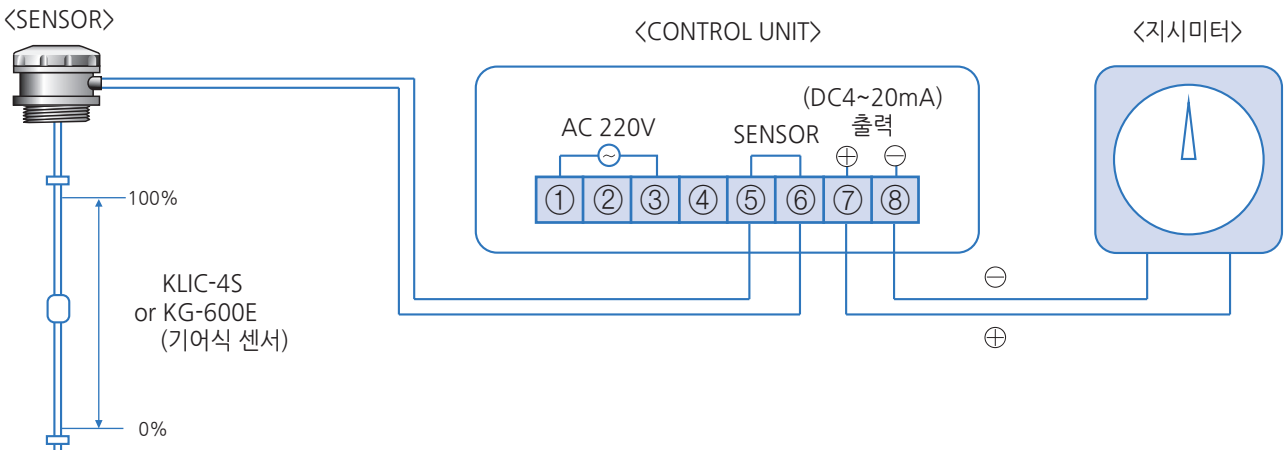 <SENSOR>
<CONTROL UNIT>
<지시미터>
(DC4~20mA)
출력
AC 220V
SENSOR
~
⊕ ⊖
① ② ③ ④ ⑤ ⑥ ⑦ ⑧
100%
KLIC-4S
or KG-600E
(기어식 센서)
0%
⊖
⊕